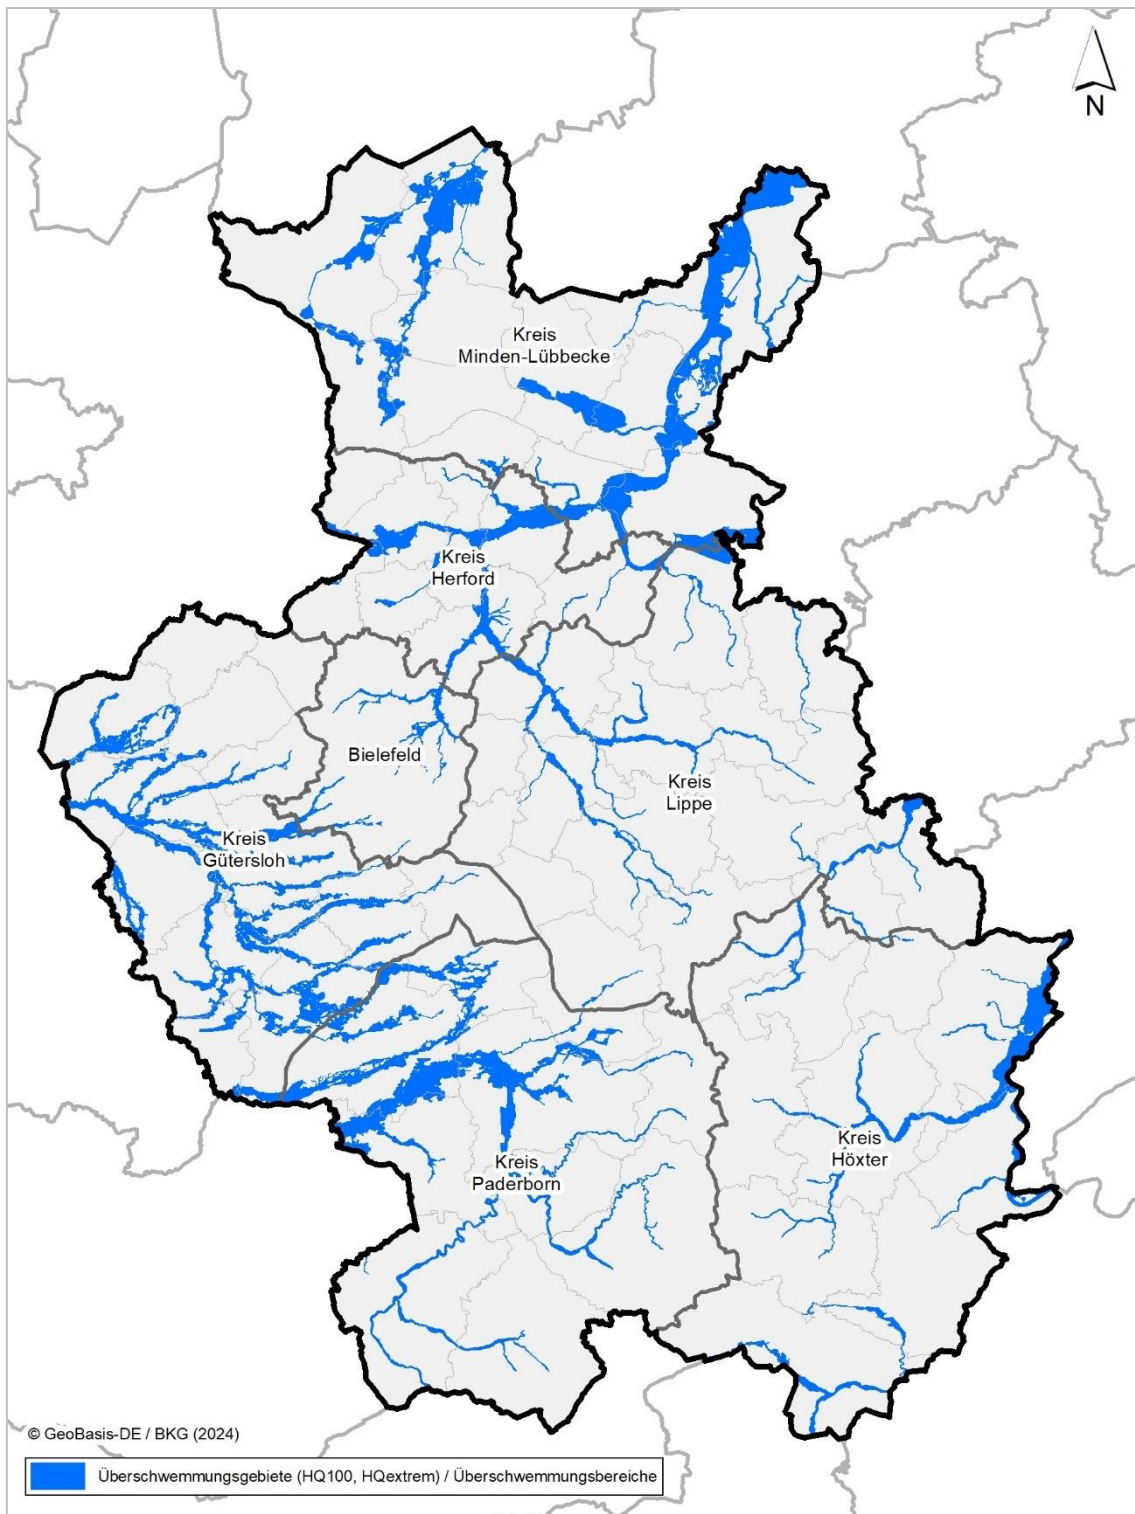 N
Kreis
Minden-Lübbecke
Kreis
Herford
Bielefeld
Kreis
Lippe
Kreis
Gütersloh
Kreis
Höxter
Kreis
Paderborn
© GeoBasis-DE / BKG (2024)
Überschwemmungsgebiete (HQ100, HQextrem) / Überschwemmungsbereiche